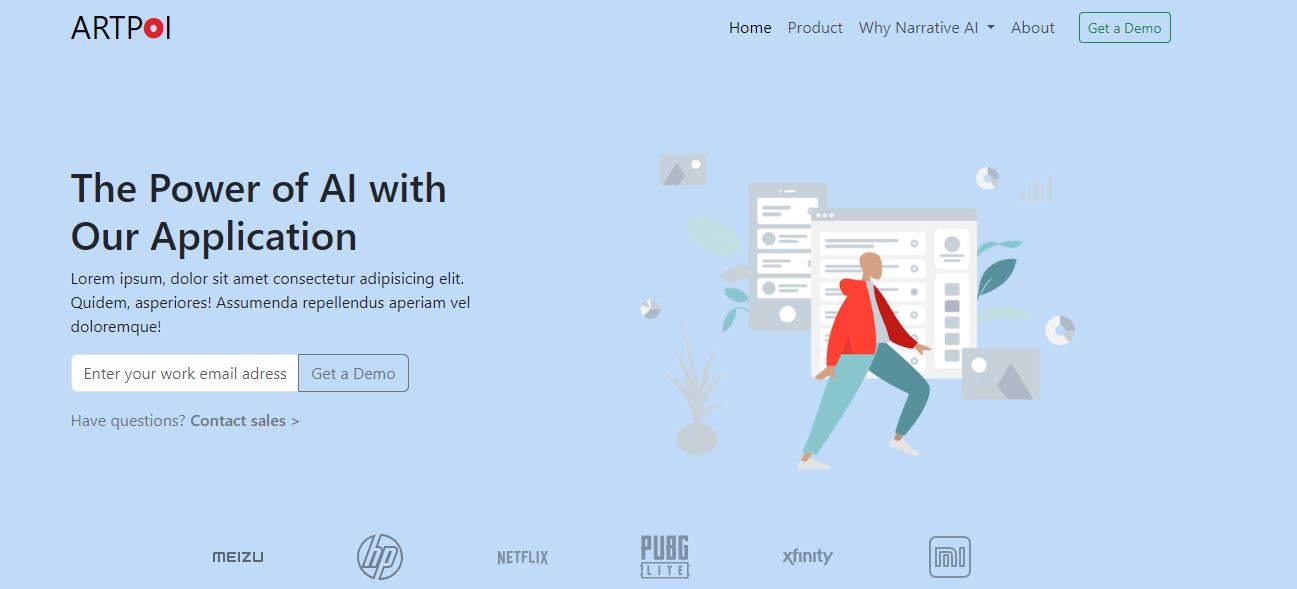 ARTPOI
Home Product Why Narrative AI About Get a Demo
The Power of AI with
Our Application
Lorem ipsum, dolor sit amet consectetur adipisicing elit.
Quidem, asperiores! Assumenda repellendus aperiam vel
doloremque!
Enter your work email adress Get a Demo
Have questions? Contact sales >
MEIZU hp NETFLIX PUBG LITE xfinity MI